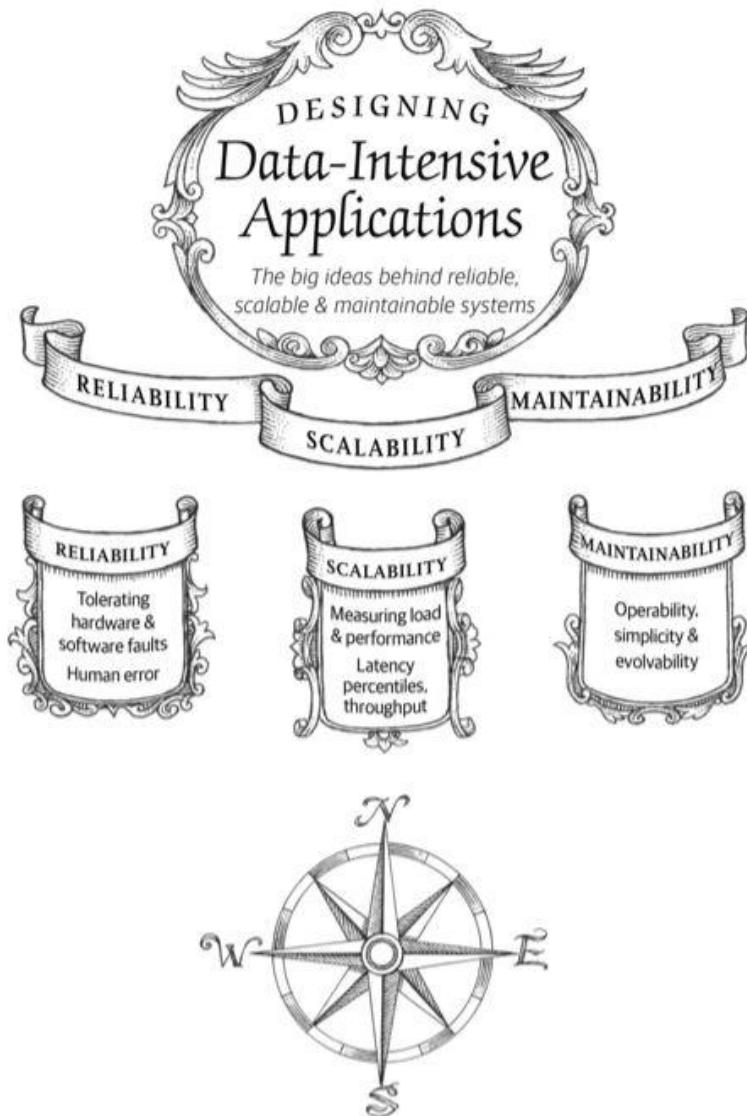 DESIGNING
Data-Intensive
Applications
The big ideas behind reliable,
scalable & maintainable systems
RELIABILITY
SCALABILITY
MAINTAINABILITY
RELIABILITY
Tolerating
hardware &
software faults
Human error
SCALABILITY
Measuring load
& performance
Latency
percentiles,
throughput
MAINTAINABILITY
Operability,
simplicity &
evolvability
N
W
E
S